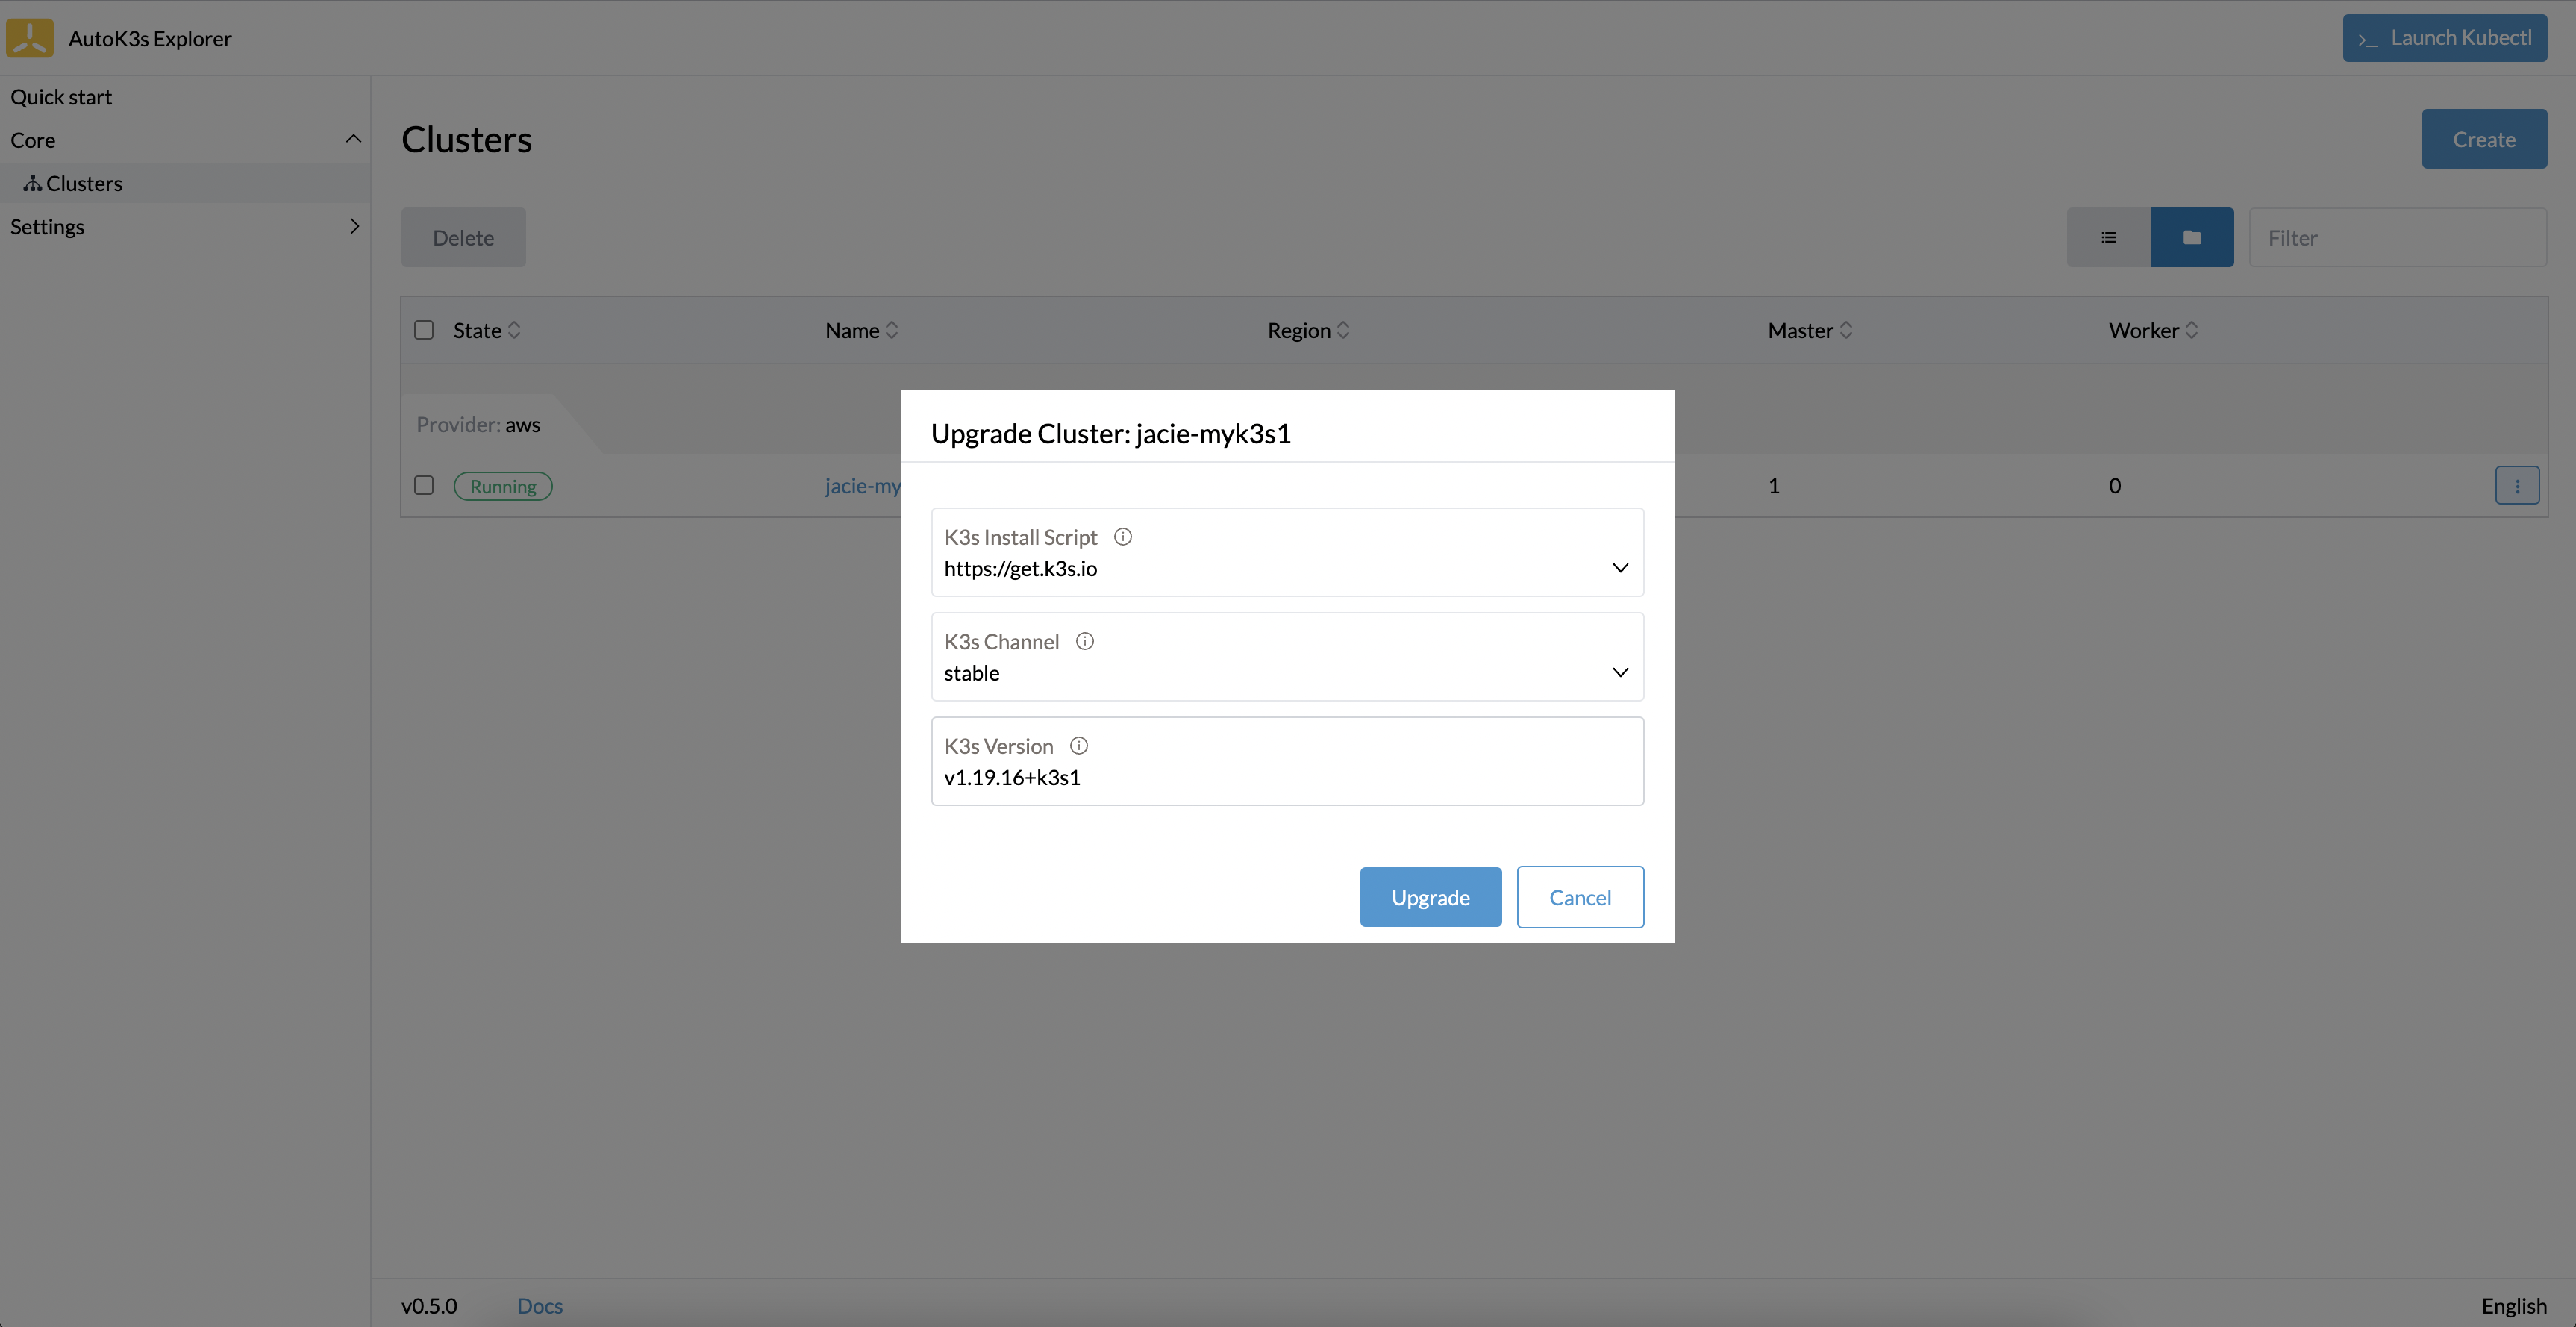 AutoK3s Explorer
>_ Launch Kubectl
Quick start
Core
Clusters
Settings
Clusters
Create
Delete
Filter
State Name Region Master Worker
Provider: aws
Running jacie-my 1 0
Upgrade Cluster: jacie-myk3s1
K3s Install Script
https://get.k3s.io
K3s Channel
stable
K3s Version
v1.19.16+k3s1
Upgrade Cancel
v0.5.0 Docs English